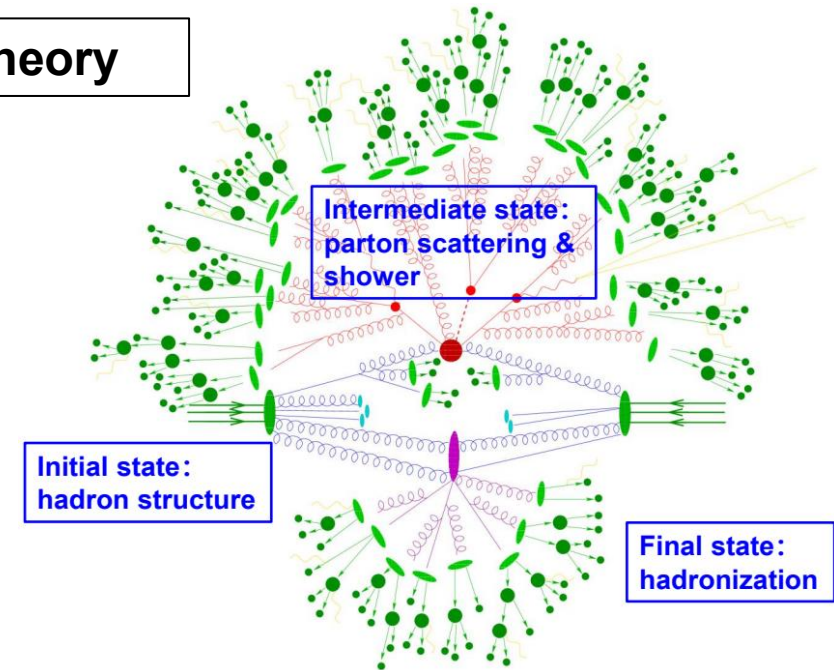 heory
Intermediate state:
parton scattering &
shower
Initial state:
hadron structure
Final state:
hadronization